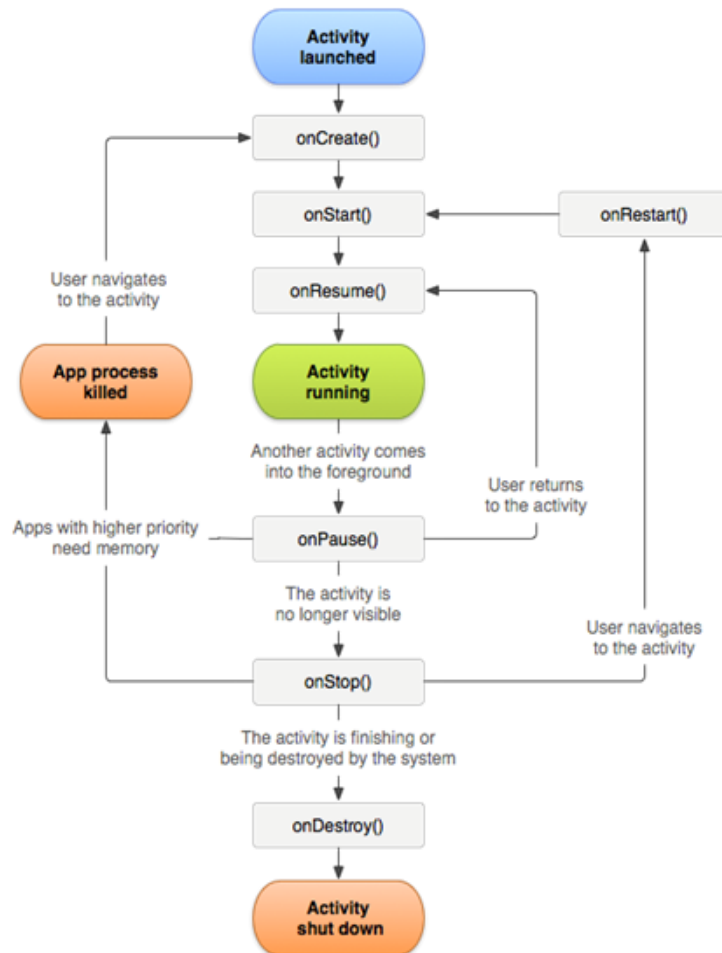 Activity
launched
onCreate()
onStart()
onRestart()
User navigates
to the activity
onResume()
App process
killed
Activity
running
Another activity comes
into the foreground
User returns
to the activity
Apps with higher priority
need memory
onPause()
The activity is
no longer visible
User navigates
to the activity
onStop()
The activity is finishing or
being destroyed by the system
onDestroy()
Activity
shut down